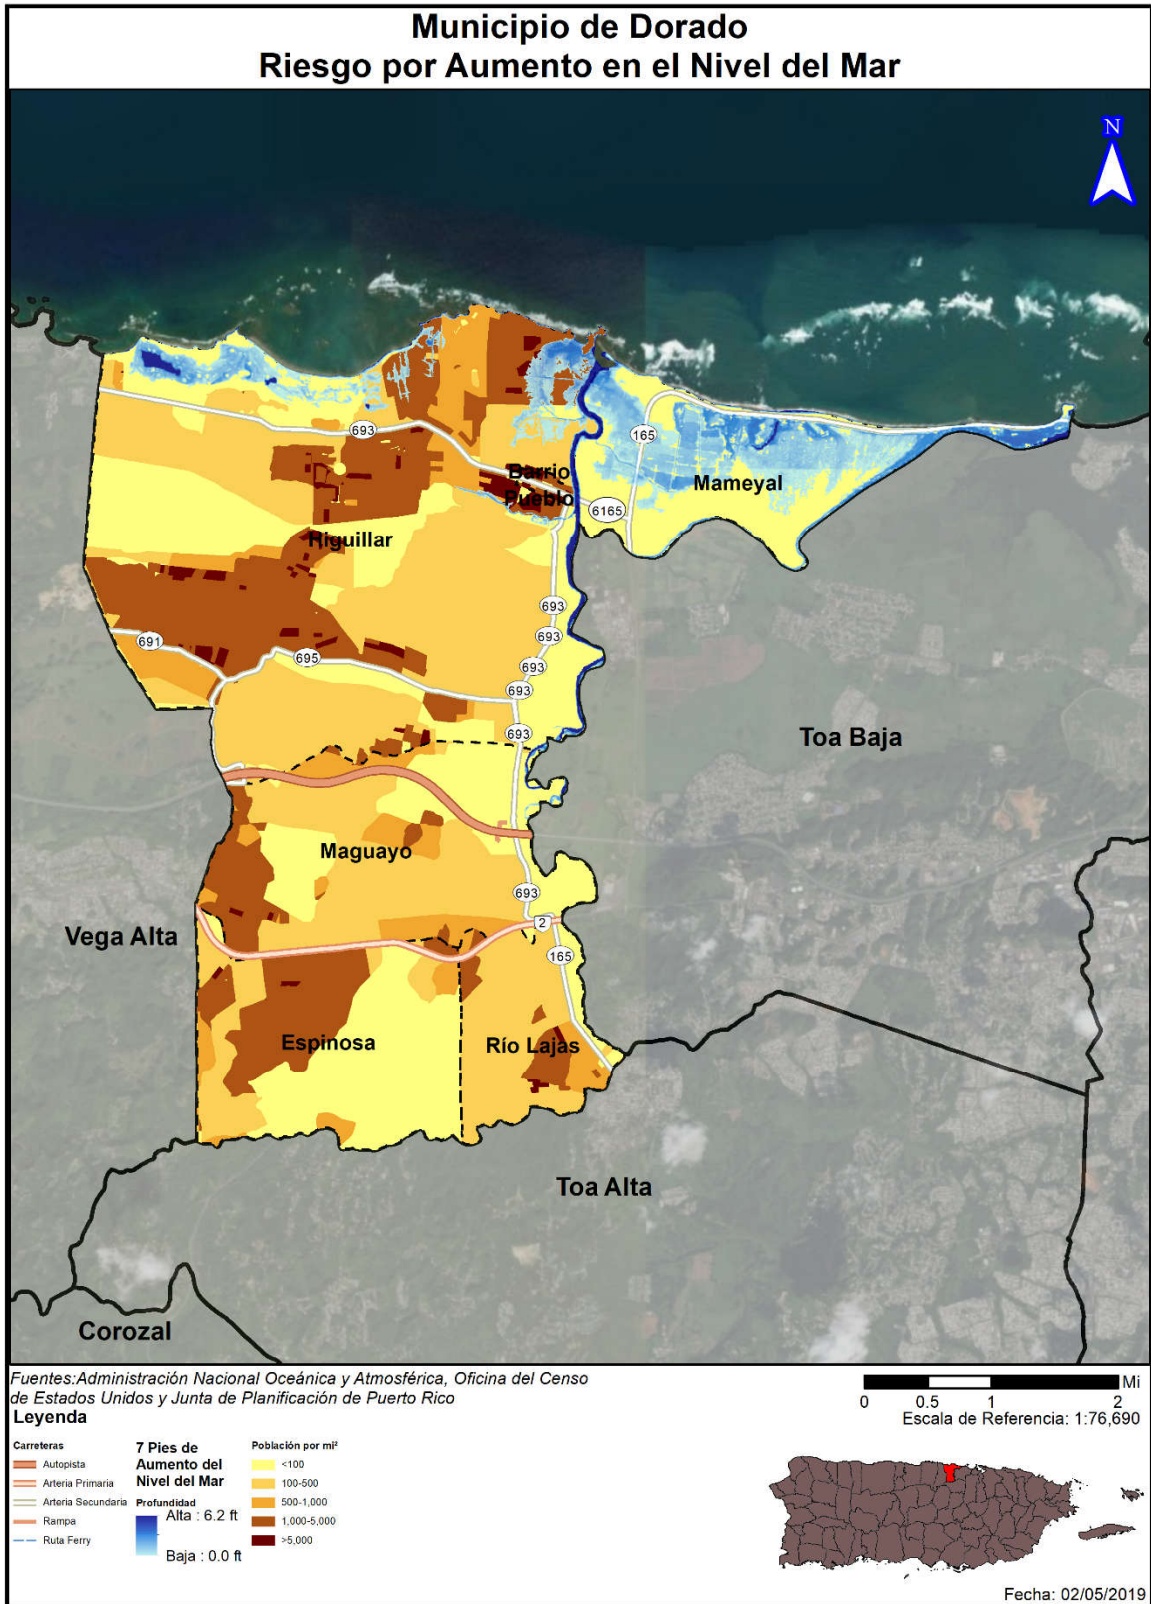 Municipio de Dorado
Riesgo por Aumento en el Nivel del Mar
N
693
165
Barrio
Pueblo
Mameyal
6165
Higuillar
693
691
695
693
693
693
693
Toa Baja
Maguayo
693
2
Vega Alta
165
Espinosa
Río Lajas
Toa Alta
Corozal
Fuentes:Administración Nacional Oceánica y Atmosférica, Oficina del Censo
de Estados Unidos y Junta de Planificación de Puerto Rico
Leyenda
Carreteras
Autopista
Arteria Primaria
Arteria Secundaria
Rampa
Ruta Ferry
7 Pies de
Aumento del
Nivel del Mar
Profundidad
Alta : 6.2 ft
Baja : 0.0 ft
Población por mi²
<100
100-500
500-1,000
1,000-5,000
>5,000
Mi
0 0.5 1 2
Escala de Referencia: 1:76,690
Fecha: 02/05/2019